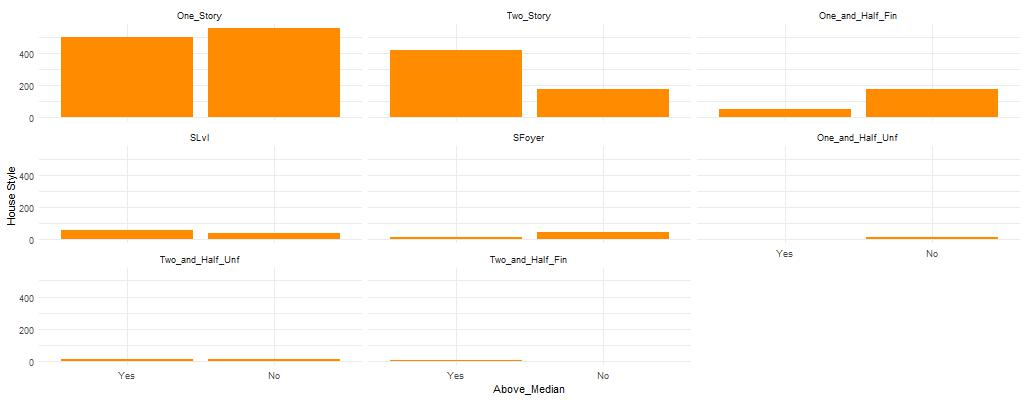 One_Story Two_Story One_and_Half_Fin
400
200
0
SLvl SFoyer One_and_Half_Unf
House Style
400
200
0
Yes No
Two_and_Half_Unf Two_and_Half_Fin
400
200
0
Yes No Yes No
Above_Median